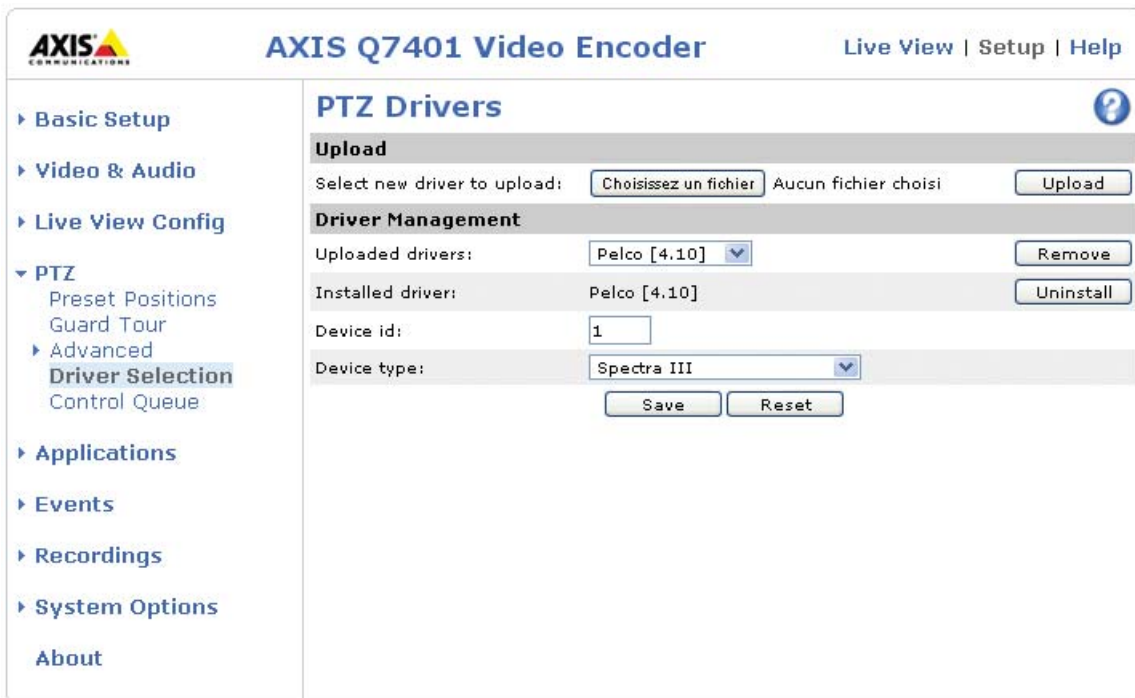 AXIS
COMMUNICATIONS
AXIS Q7401 Video Encoder
Live View | Setup | Help
Basic Setup
Video & Audio
Live View Config
PTZ
Preset Positions
Guard Tour
Advanced
Driver Selection
Control Queue
Applications
Events
Recordings
System Options
About
PTZ Drivers
?
Upload
Select new driver to upload: Choisissez un fichier Aucun fichier choisi Upload
Driver Management
Uploaded drivers: Pelco [4.10] Remove
Installed driver: Pelco [4.10] Uninstall
Device id: 1
Device type: Spectra III
Save Reset